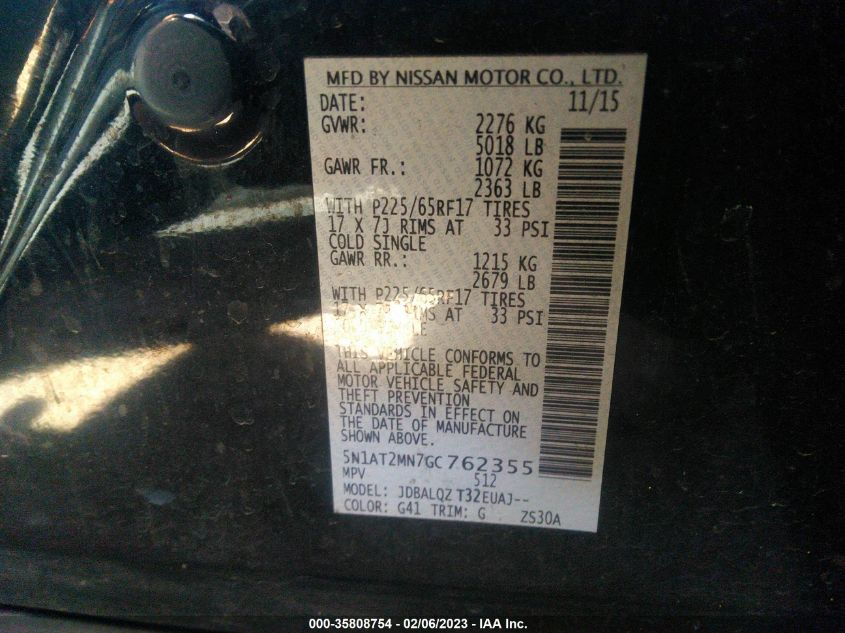 MFD BY NISSAN MOTOR CO., LTD.
DATE: 11/15
GVWR: 2276 KG
5018 LB
GAWR FR.: 1072 KG
2363 LB
WITH P225/65RF17 TIRES
17 X 7J RIMS AT 33 PSI
COLD SINGLE
GAWR RR.: 1215 KG
2679 LB
WITH P225/65RF17 TIRES
17 X 7J RIMS AT 33 PSI
THIS VEHICLE CONFORMS TO
ALL APPLICABLE FEDERAL
MOTOR VEHICLE SAFETY AND
THEFT PREVENTION
STANDARDS IN EFFECT ON
THE DATE OF MANUFACTURE
SHOWN ABOVE.
5N1AT2MN7GC762355
MPV 512
MODEL: JDBALQZ T32EUAJ--
COLOR: G41 TRIM: G ZS30A
000-35808754 - 02/06/2023 - IAA Inc.